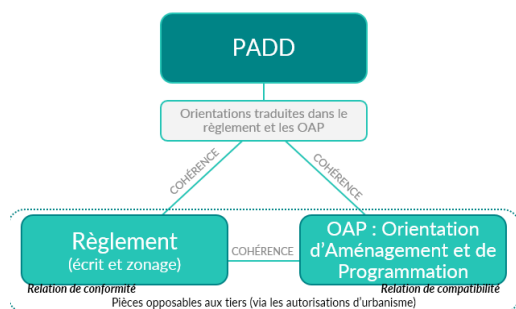 PADD
Orientations traduites dans le
règlement et les OAP
COHÉRENCE
COHÉRENCE
Règlement
(écrit et zonage)
COHÉRENCE
OAP : Orientation
d'Aménagement et de
Programmation
Relation de conformité
Relation de compatibilité
Pièces opposables aux tiers (via les autorisations d'urbanisme)